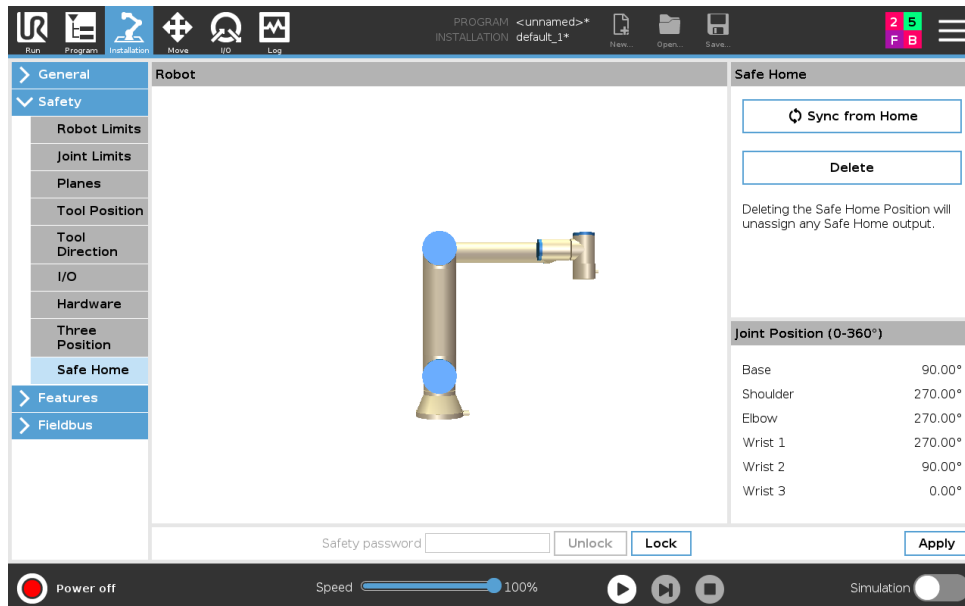 PROGRAM <unnamed>*
INSTALLATION default_1*
Run
Program
Installation
Move
I/O
Log
New...
Open...
Save...
2 5
F B
General
Safety
Robot Limits
Joint Limits
Planes
Tool Position
Tool
Direction
I/O
Hardware
Three
Position
Safe Home
Features
Fieldbus
Robot
Safe Home
Sync from Home
Delete
Deleting the Safe Home Position will
unassign any Safe Home output.
Joint Position (0-360°)
Base 90.00°
Shoulder 270.00°
Elbow 270.00°
Wrist 1 270.00°
Wrist 2 90.00°
Wrist 3 0.00°
Safety password Unlock Lock Apply
Power off Speed 100% Simulation